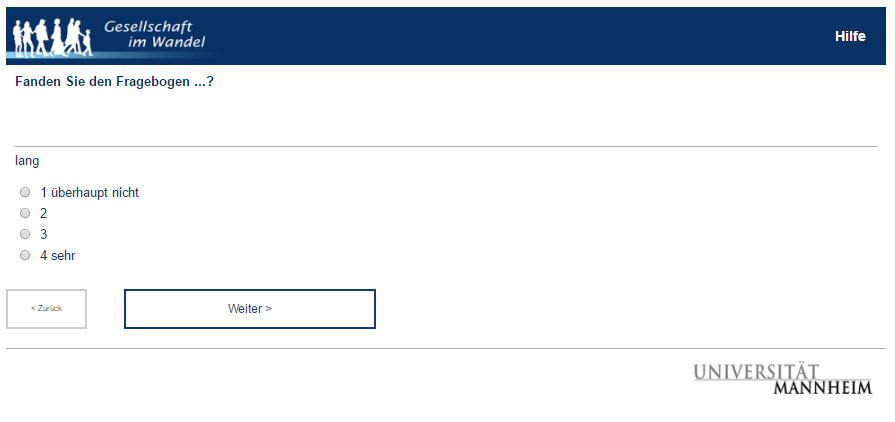 Gesellschaft
im Wandel
Hilfe
Fanden Sie den Fragebogen ...?
lang
1 überhaupt nicht
2
3
4 sehr
< Zurück
Weiter >
UNIVERSITÄT
MANNHEIM